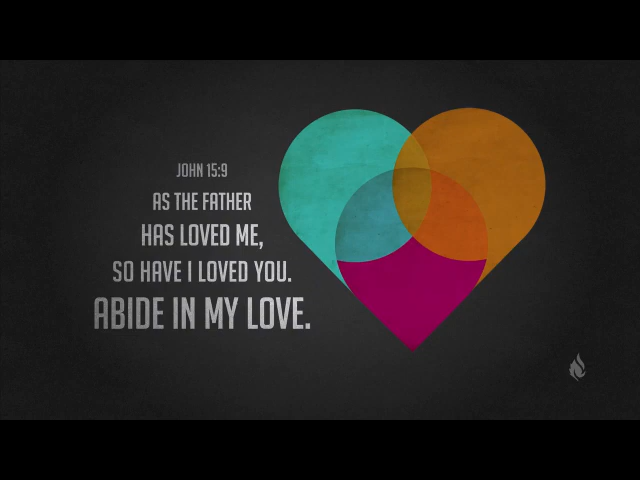 JOHN 15:9
AS THE FATHER
HAS LOVED ME,
SO HAVE I LOVED YOU.
ABIDE IN MY LOVE.